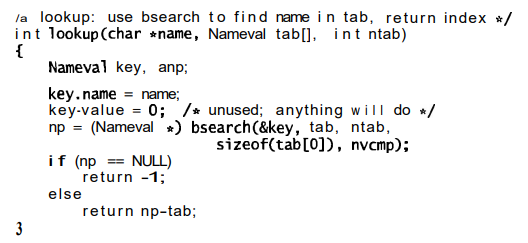 /a lookup: use bsearch to find name in tab, return index */
int lookup(char *name, Nameval tab[], int ntab)
{
    Nameval key, anp;
    key.name = name;
    key-value = 0; /* unused; anything will do */
    np = (Nameval *) bsearch(&key, tab, ntab,
                    sizeof(tab[0]), nvcmp);
    if (np == NULL)
        return -1;
    else
        return np-tab;
3